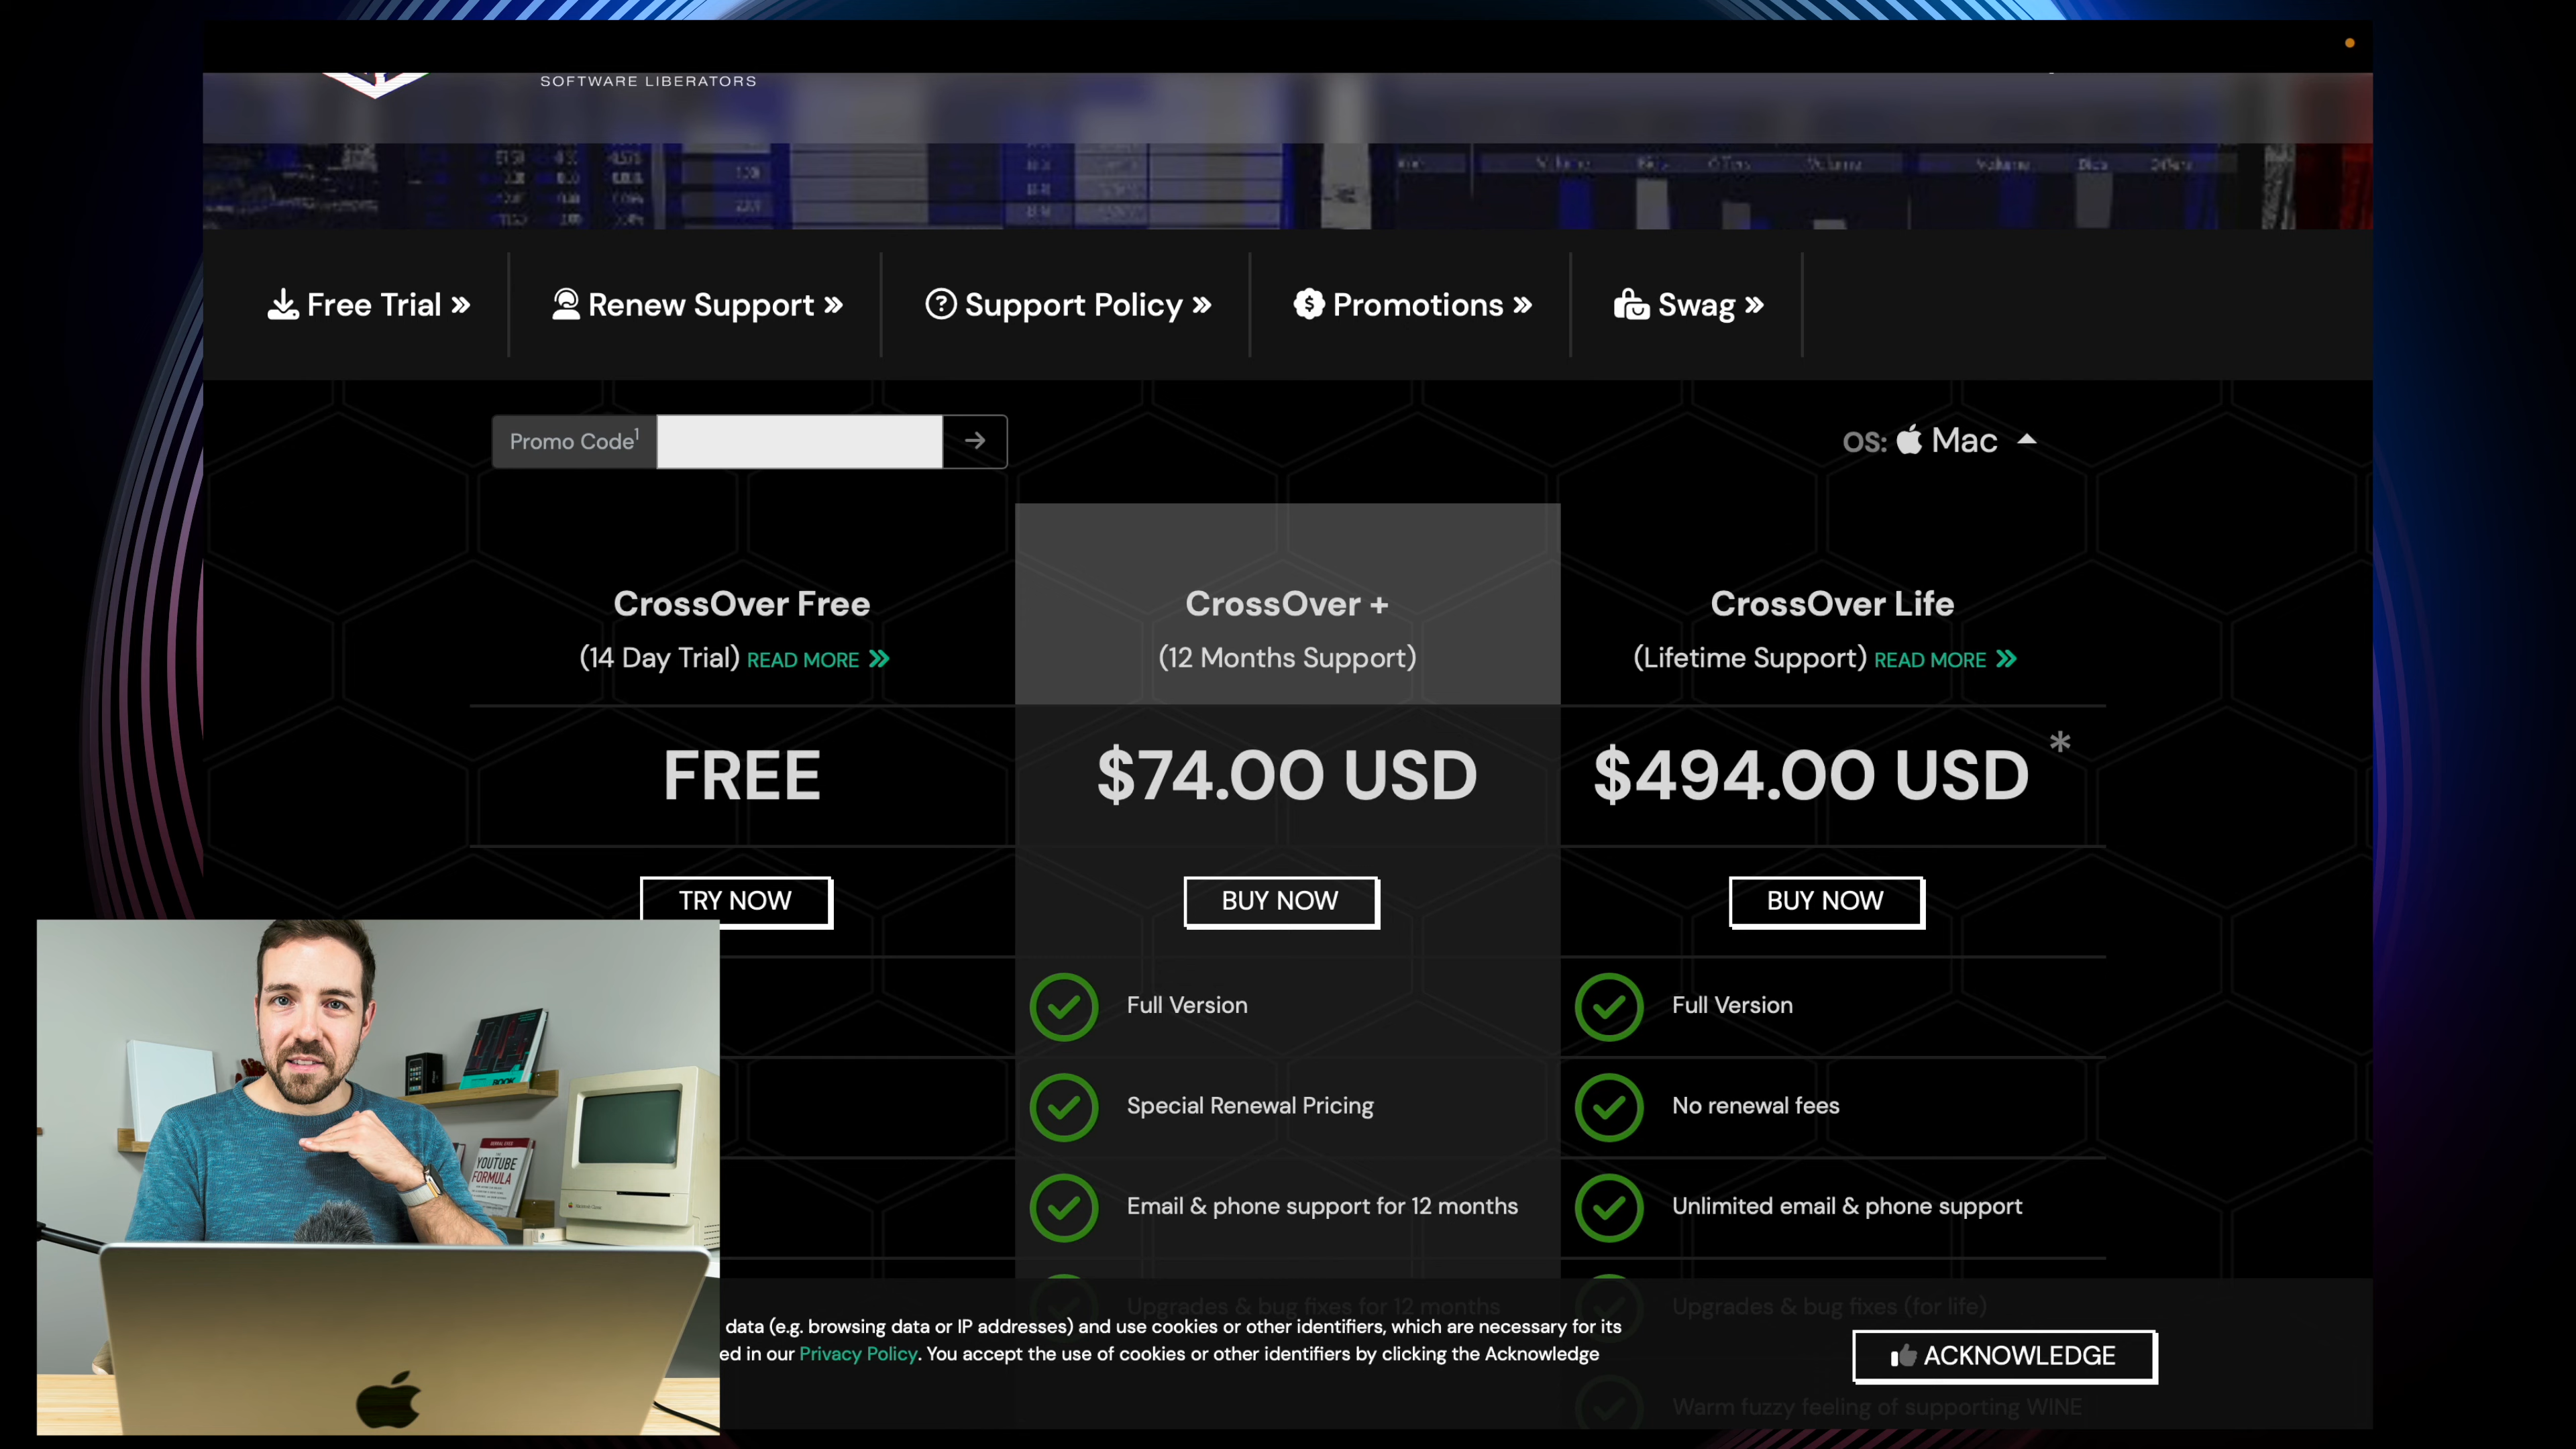 SOFTWARE LIBERATORS
Volume
Volume
Volume
Free Trial »
Renew Support »
Support Policy »
Promotions »
Swag »
Promo Code1
OS: Mac
CrossOver Free
(14 Day Trial) READ MORE »
CrossOver +
(12 Months Support)
CrossOver Life
(Lifetime Support) READ MORE »
FREE
$74.00 USD
$494.00 USD *
TRY NOW
BUY NOW
BUY NOW
Full Version
Full Version
Special Renewal Pricing
No renewal fees
Email & phone support for 12 months
Unlimited email & phone support
Upgrades & bug fixes for 12 months
Upgrades & bug fixes (for life)
data (e.g. browsing data or IP addresses) and use cookies or other identifiers, which are necessary for its
ed in our Privacy Policy. You accept the use of cookies or other identifiers by clicking the Acknowledge
ACKNOWLEDGE
Warm fuzzy feeling of supporting WINE
YOUTUBE
FORMULA